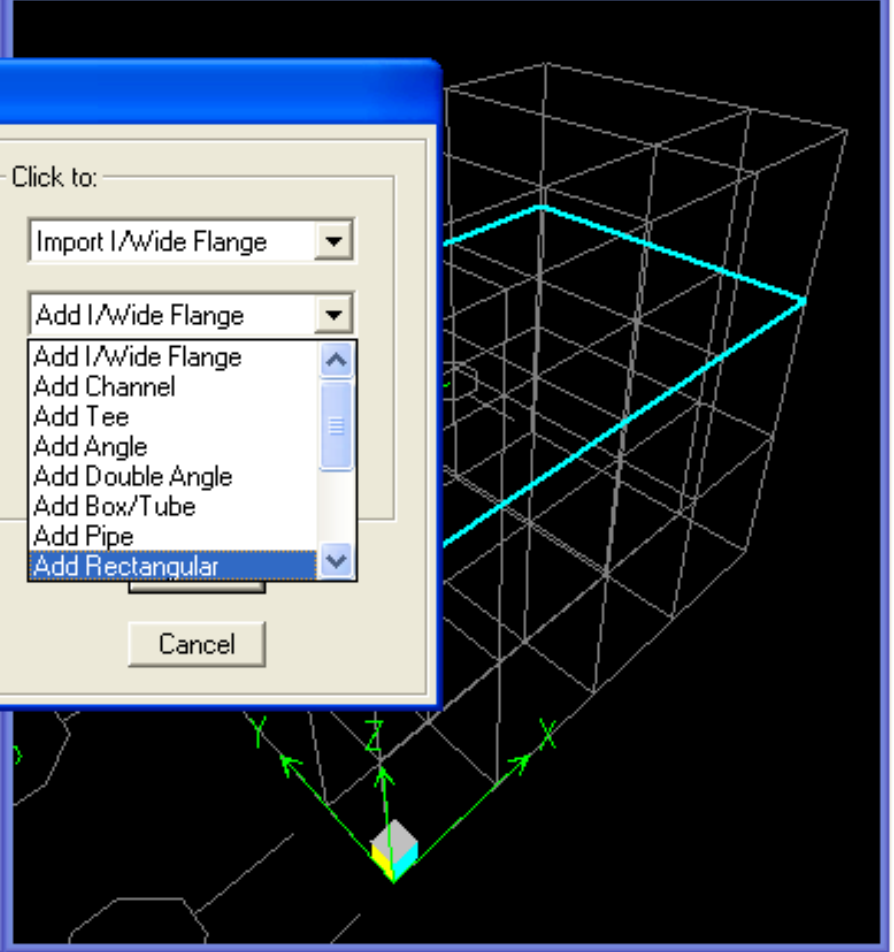 Click to:
Import I/Wide Flange
Add I/Wide Flange
Add I/Wide Flange
Add Channel
Add Tee
Add Angle
Add Double Angle
Add Box/Tube
Add Pipe
Add Rectangular
Cancel
Y Z X